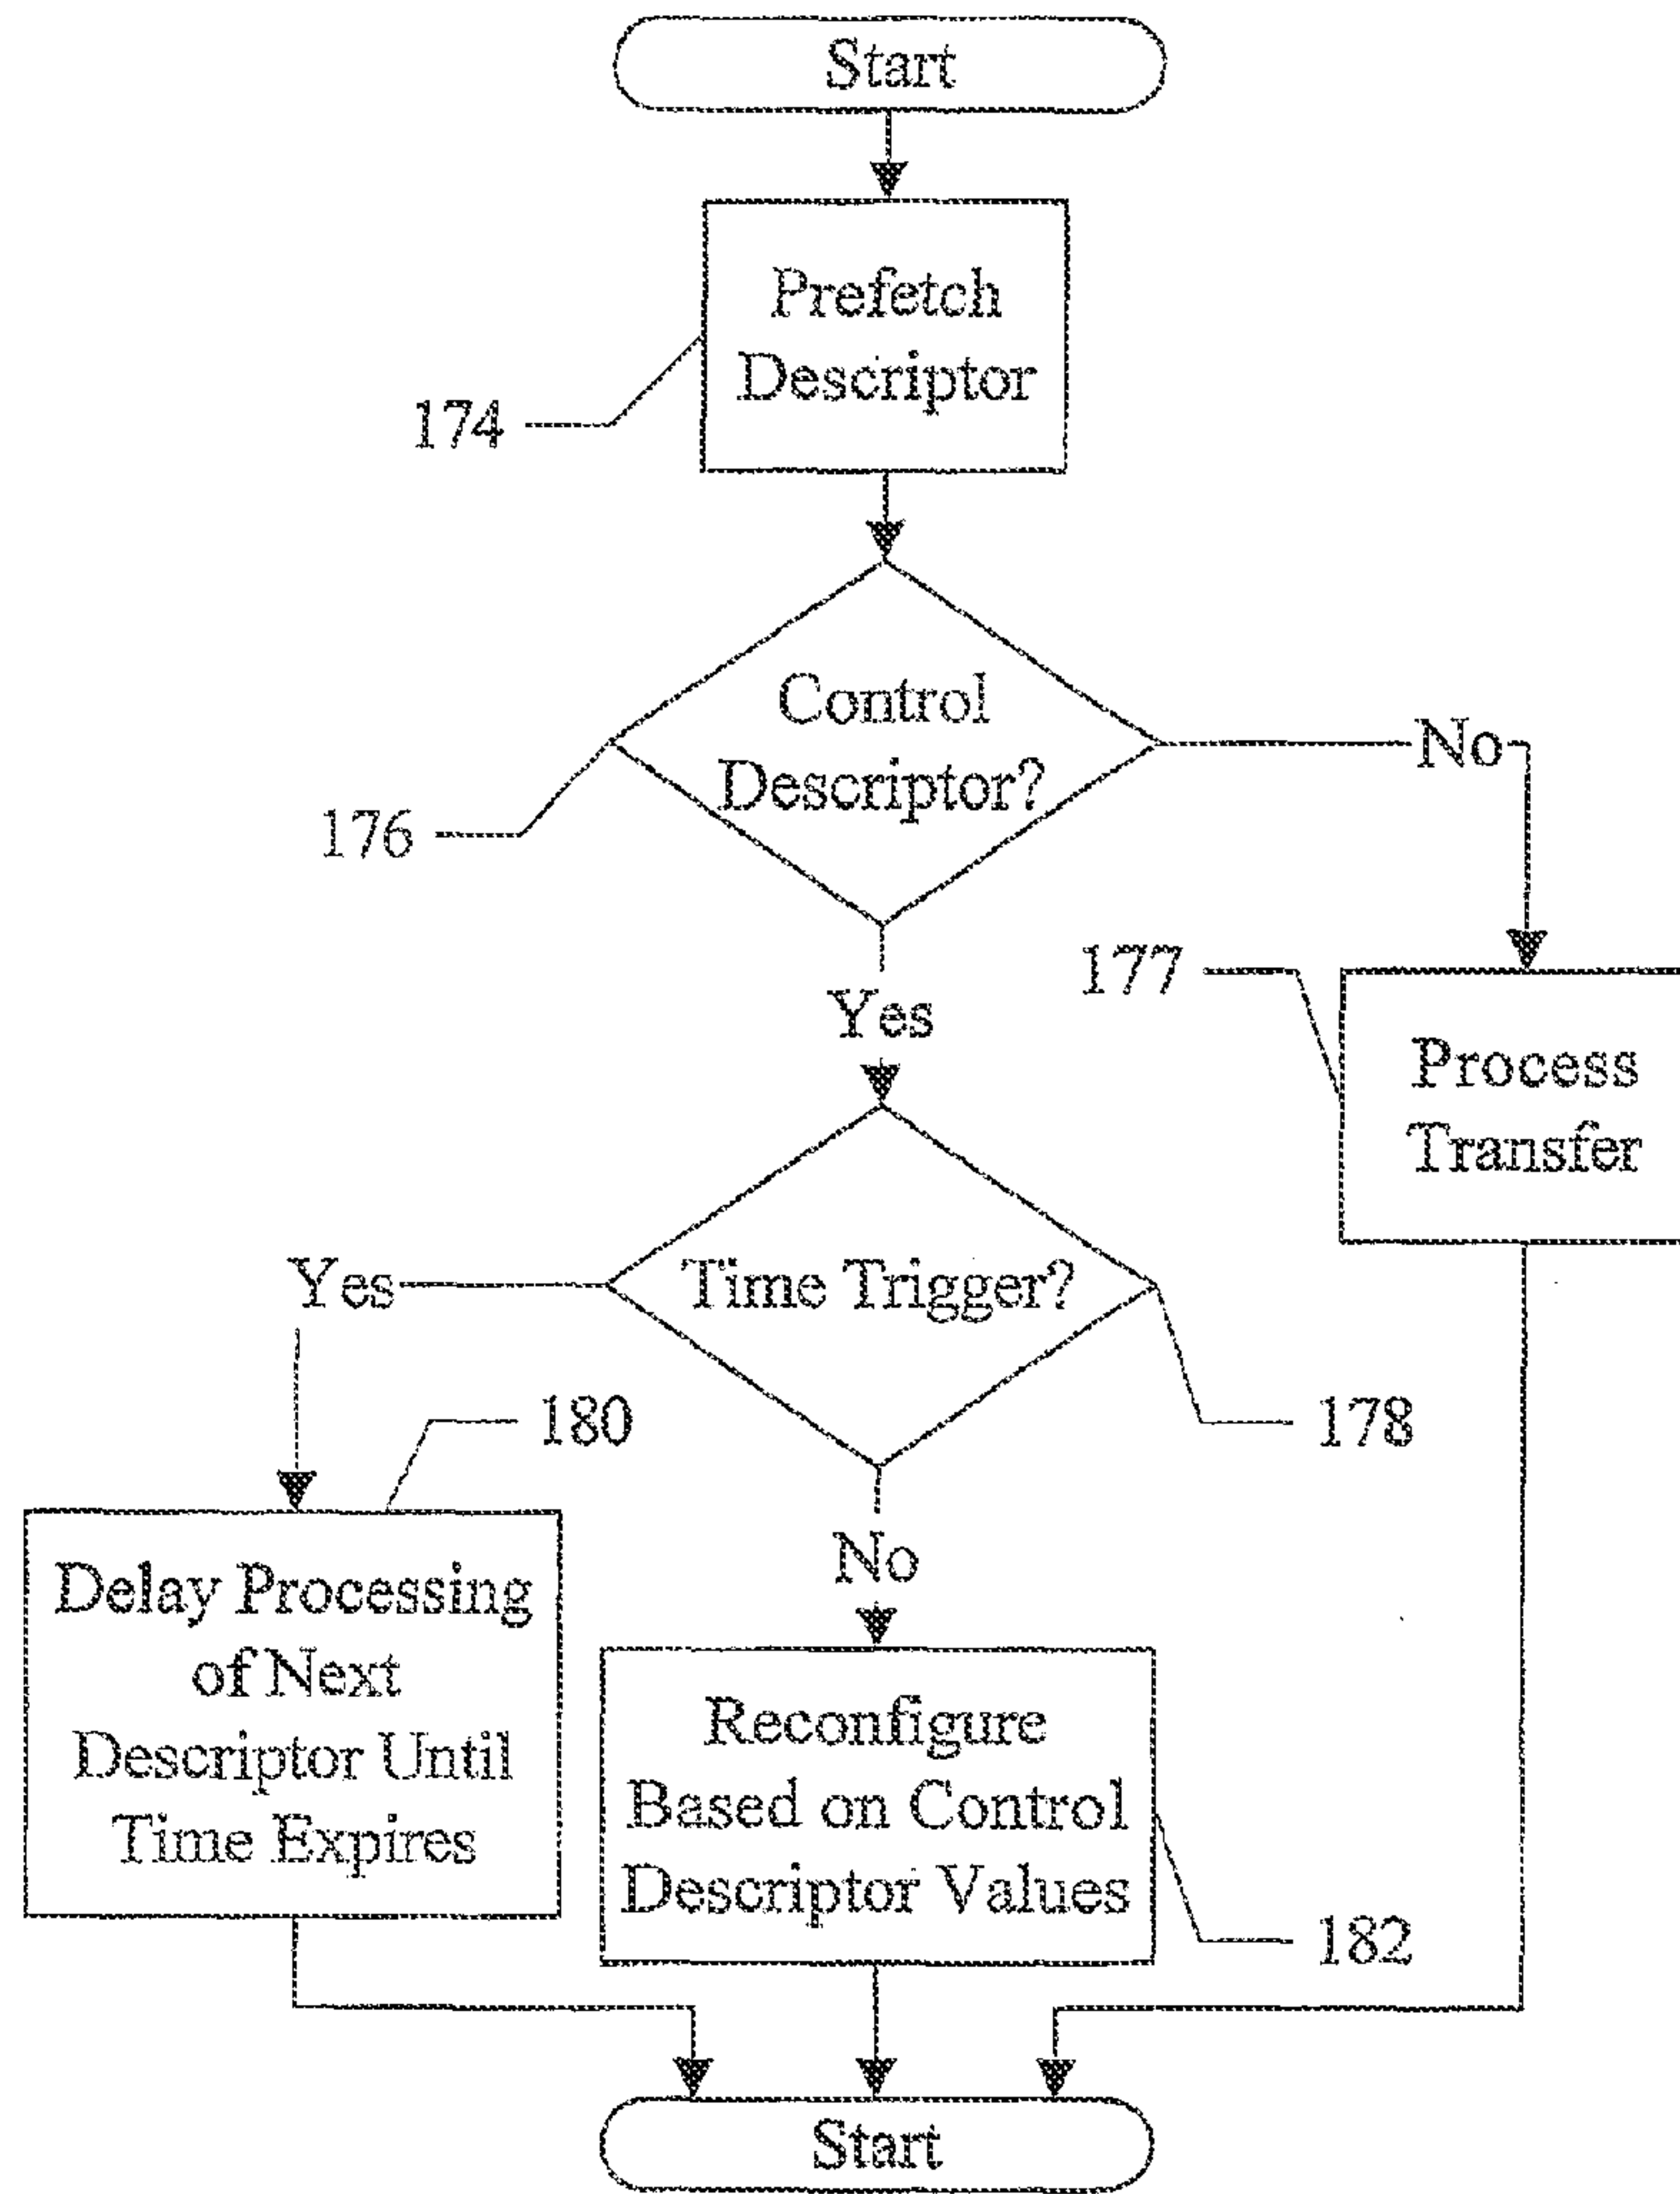 Start
Prefetch
Descriptor
174
Control
Descriptor?
No
176
Yes
177
Process
Transfer
Time Trigger?
Yes
178
180
No
Delay Processing
of Next
Descriptor Until
Time Expires
Reconfigure
Based on Control
Descriptor Values
182
Start